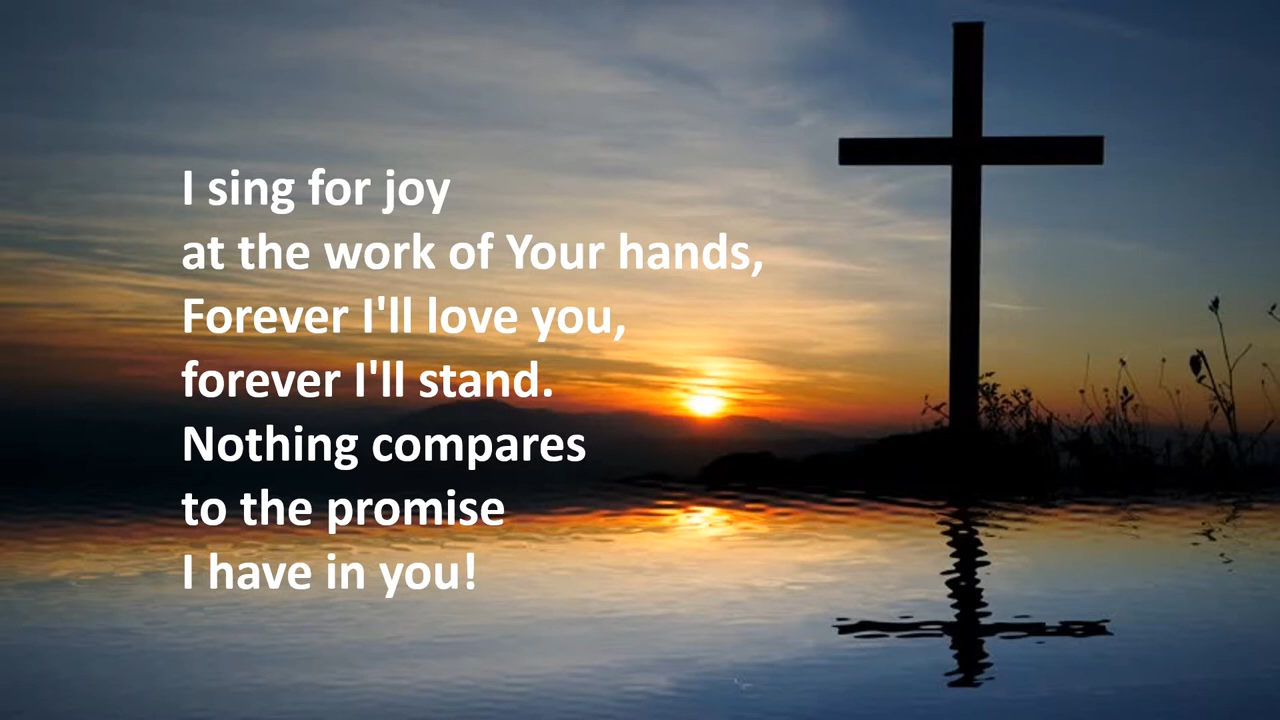 I sing for joy
at the work of Your hands,
Forever I'll love you,
forever I'll stand.
Nothing compares
to the promise
I have in you!